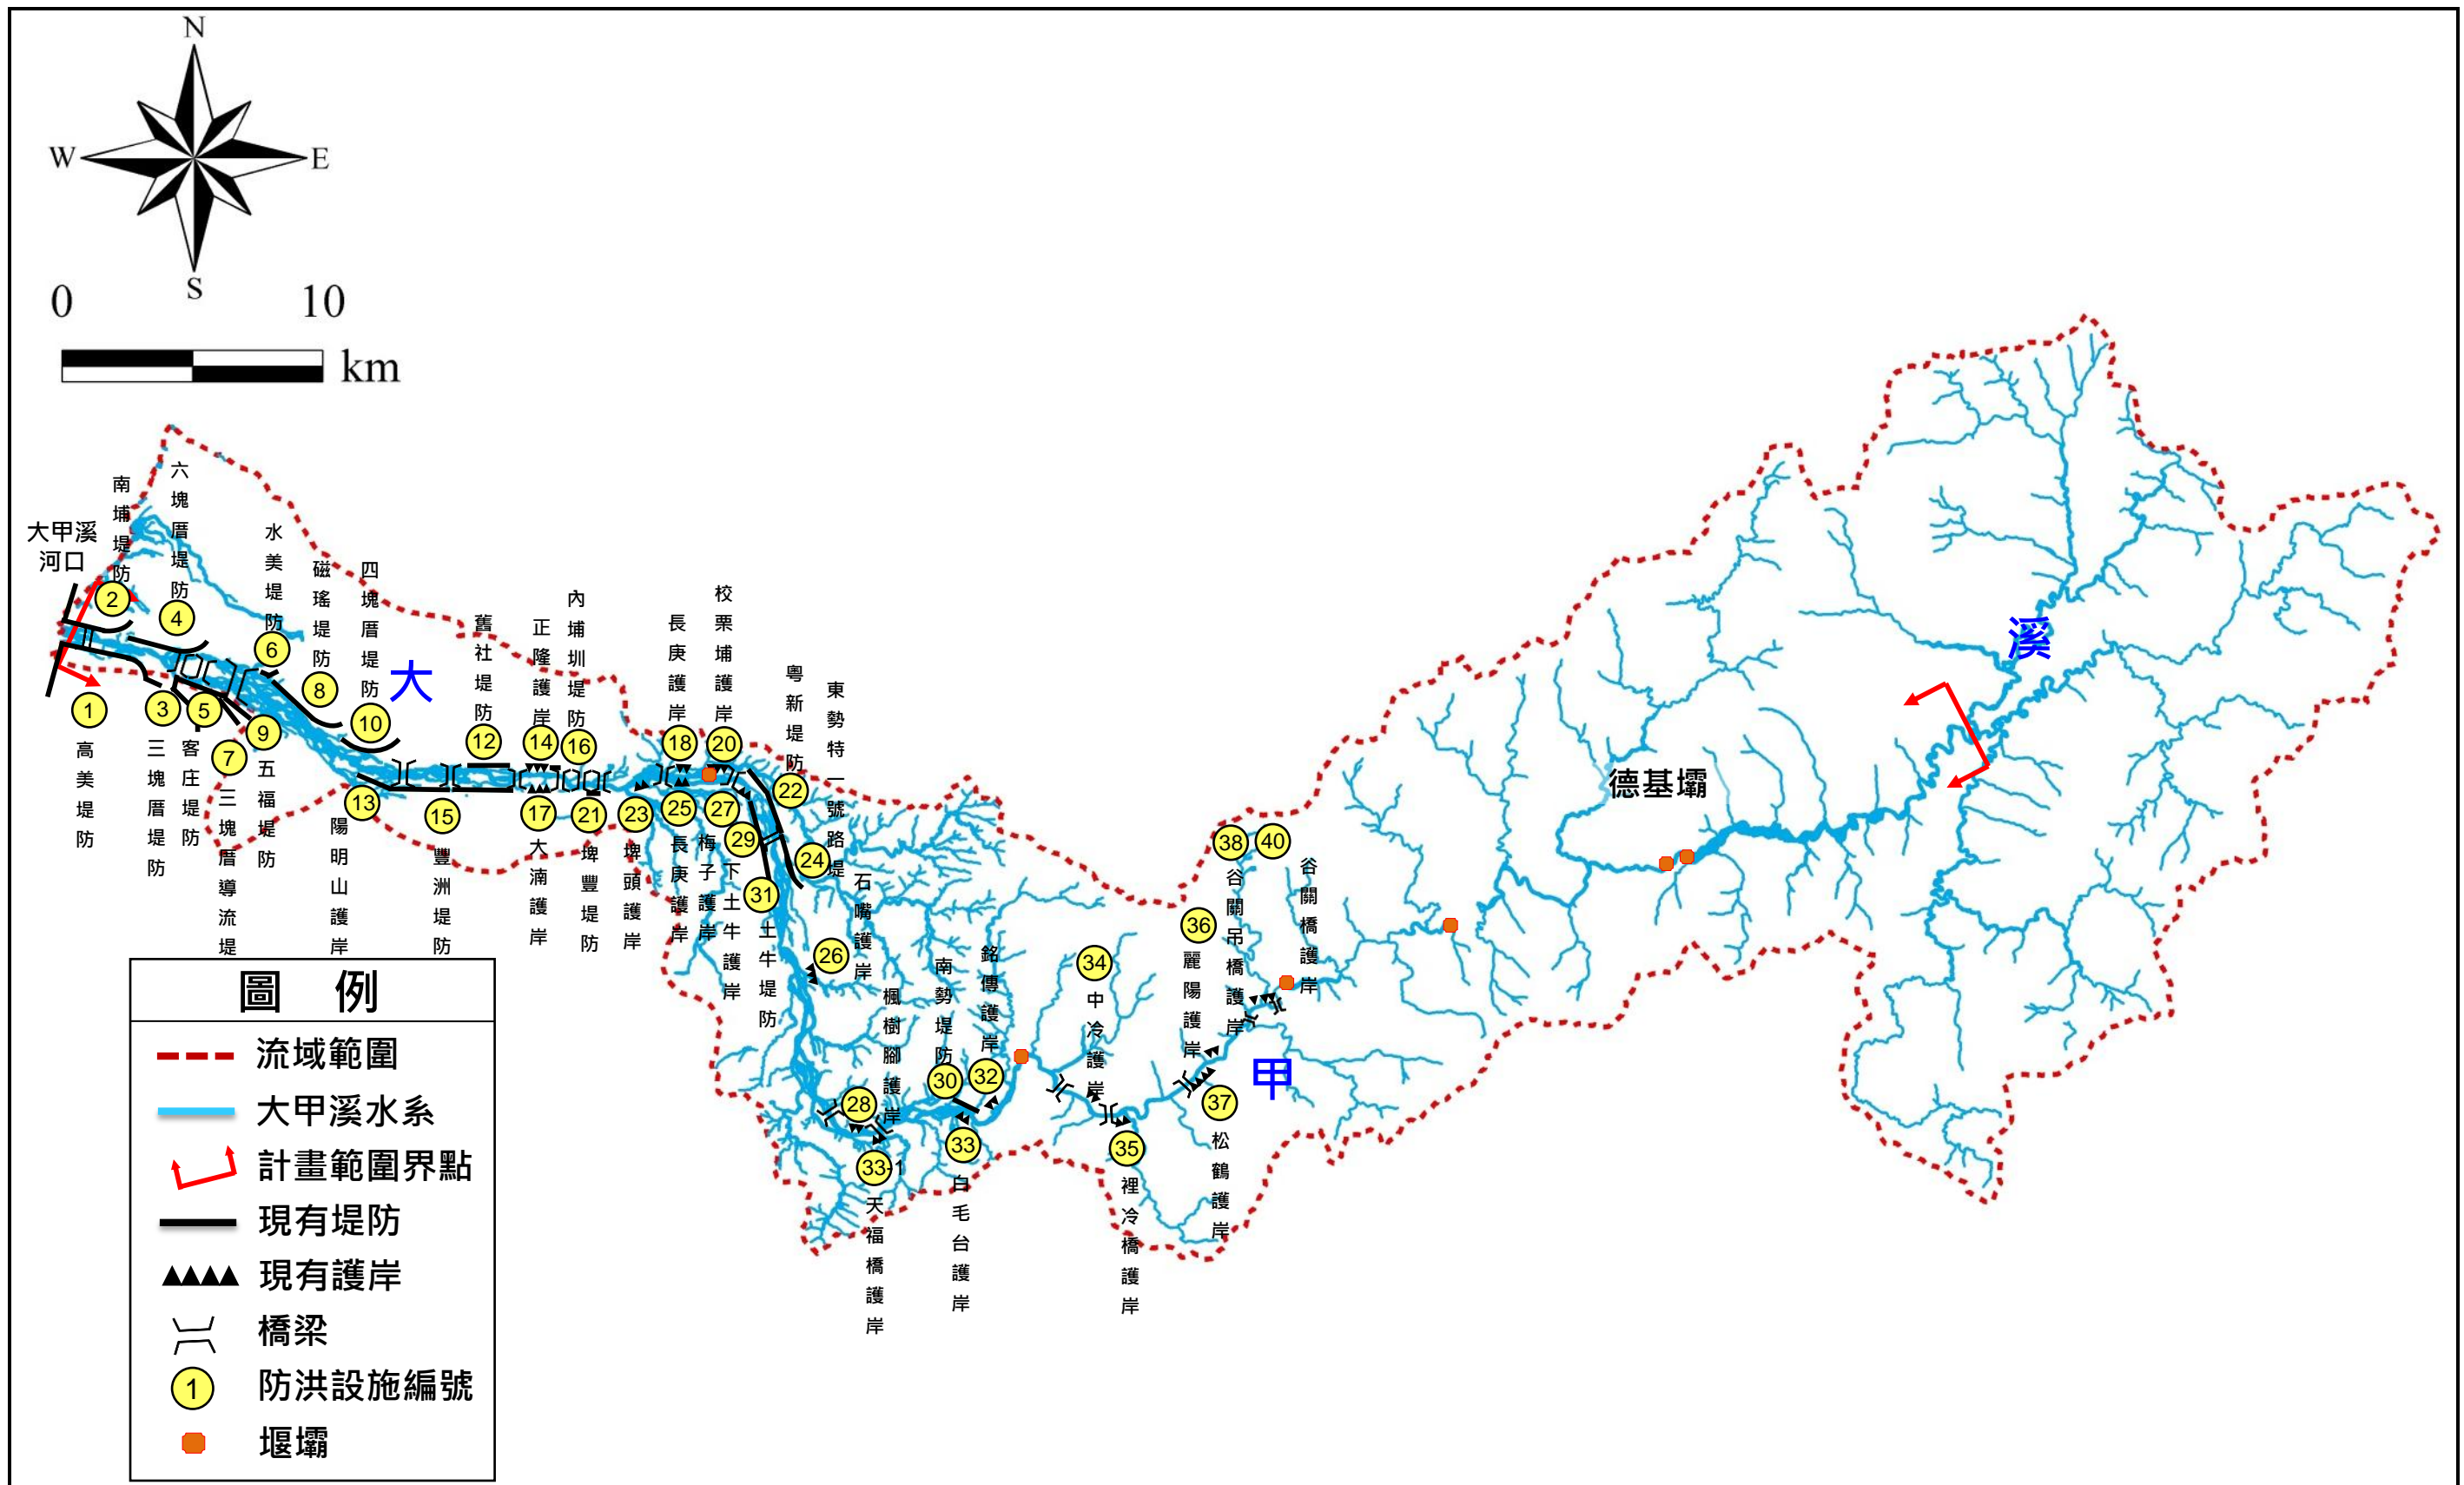 N
W
E
S
0
10
km
大甲溪
河口
南埔堤防
六塊厝堤防
水美堤防
磁瑤堤防
四塊厝堤防
大
舊社堤防
正隆護岸
內埔圳堤防
長庚護岸
校栗埔護岸
粵新堤防
東勢特一號路堤
2
4
6
8
10
12
14
16
18
20
22
1
3
5
7
9
13
15
17
21
23
25
27
29
31
24
高美堤防
三塊厝堤防
客庄堤防
三塊厝導流堤
五福堤防
陽明山護岸
豐洲堤防
大湳護岸
埤豐堤防
埤頭護岸
長庚護岸
梅子護岸
下土牛護岸
土牛堤防
石嘴護岸
26
楓樹腳護岸
28
南勢堤防
30
銘傳護岸
32
33-1
天福橋護岸
33
白毛台護岸
34
中冷護岸
35
裡冷橋護岸
36
麗陽護岸
37
松鶴護岸
38
谷關吊橋護岸
40
谷關橋護岸
甲
德基壩
溪
圖 例
流域範圍
大甲溪水系
計畫範圍界點
現有堤防
現有護岸
橋梁
1
防洪設施編號
堰壩